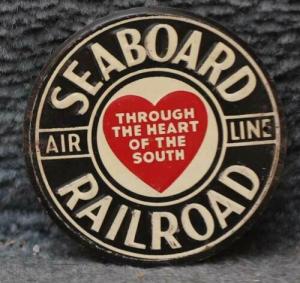 SEABOARD
AIR LINE
RAILROAD
THROUGH
THE HEART
OF THE
SOUTH